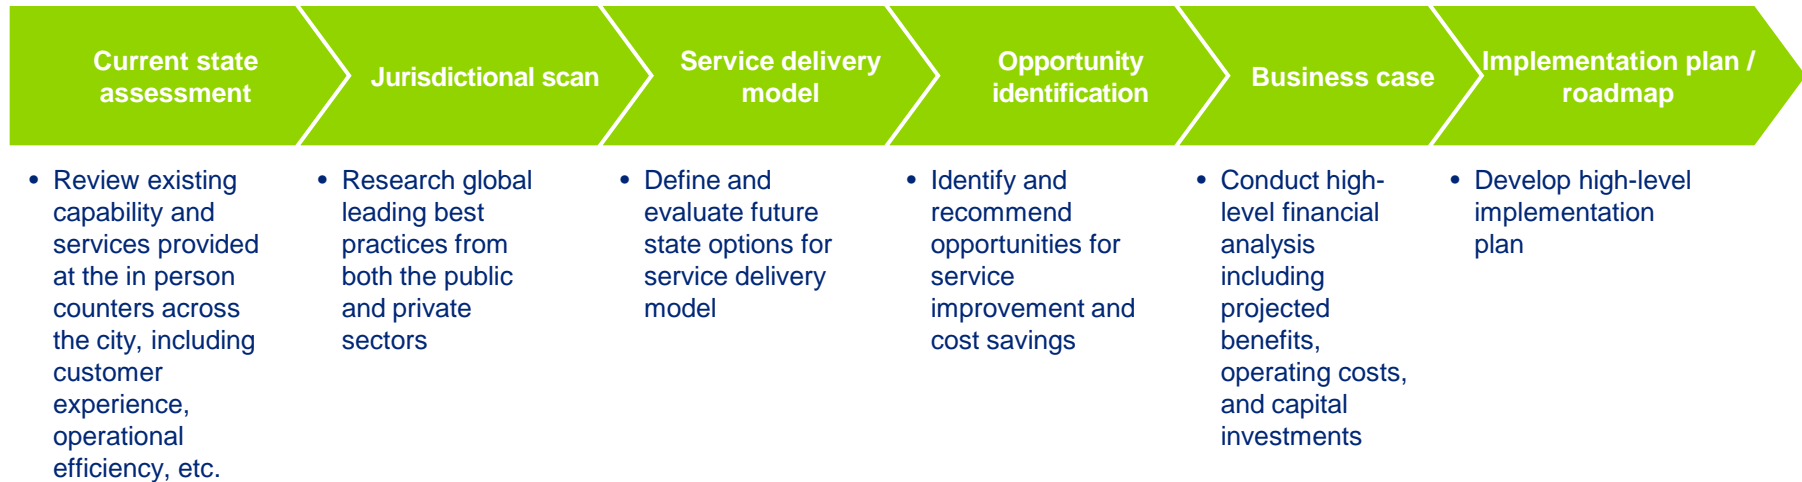 Current state
assessment
Jurisdictional scan
Service delivery
model
Opportunity
identification
Business case
Implementation plan /
roadmap
• Review existing
capability and
services provided
at the in person
counters across
the city, including
customer
experience,
operational
efficiency, etc.
• Research global
leading best
practices from
both the public
and private
sectors
• Define and
evaluate future
state options for
service delivery
model
• Identify and
recommend
opportunities for
service
improvement and
cost savings
• Conduct high-
level financial
analysis
including
projected
benefits,
operating costs,
and capital
investments
• Develop high-level
implementation
plan